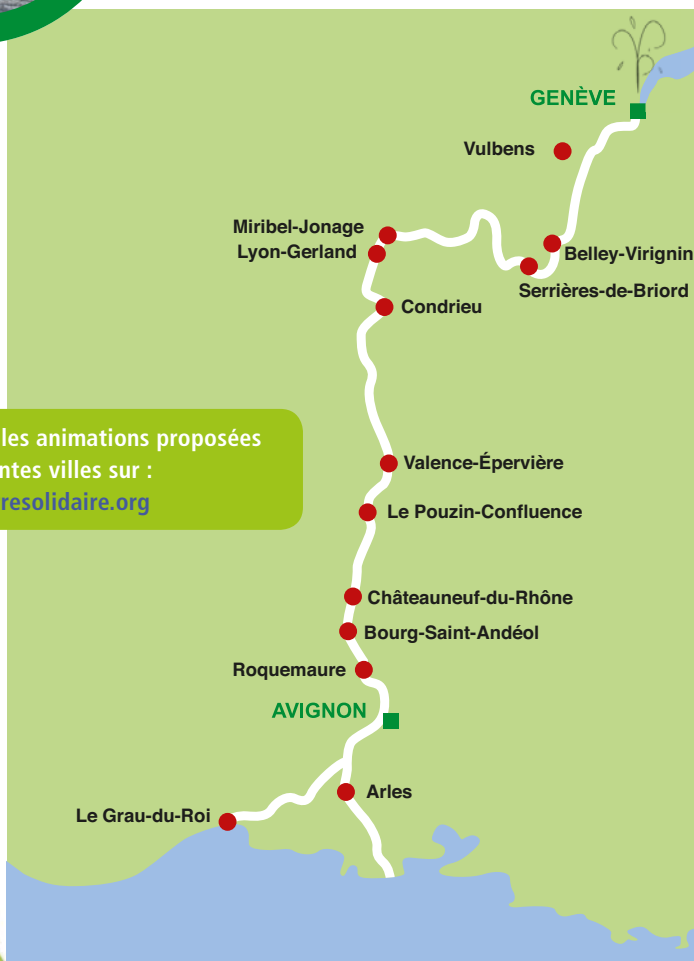 GENÈVE
Vulbens
Miribel-Jonage
Lyon-Gerland
Belley-Virignin
Serrières-de-Briord
Condrieu
les animations proposées
ntes villes sur :
resolidaire.org
Valence-Épervière
Le Pouzin-Confluence
Châteauneuf-du-Rhône
Bourg-Saint-Andéol
Roquemaure
AVIGNON
Arles
Le Grau-du-Roi